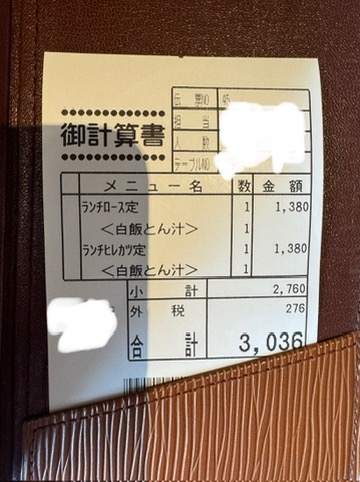 御計算書
伝票NO 45
担当
人数
テーブルNO
メニュー名 数 金額
ランチロース定 1 1,380
＜白飯とん汁＞ 1
ランチヒレカツ定 1 1,380
＜白飯とん汁＞ 1
小計 2,760
外税 276
合計 3,036